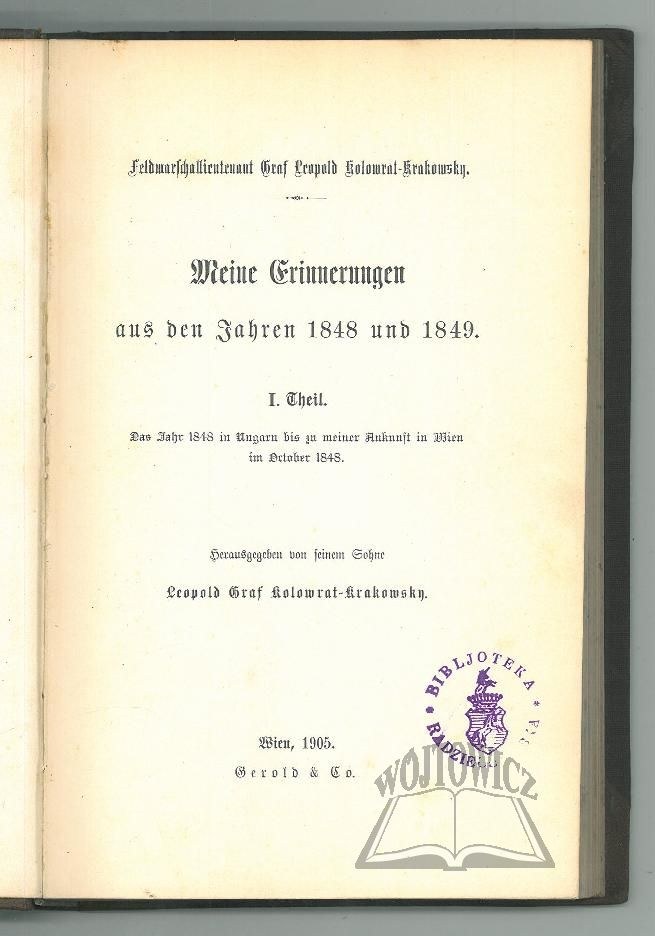 Feldmarschallieutenant Graf Leopold Kolowrat-Krakowsky.
Meine Erinnerungen
aus den Jahren 1848 und 1849.
I. Theil.
Das Jahr 1848 in Ungarn bis zu meiner Ankunft in Wien
im October 1848.
Herausgegeben von seinem Sohne
Leopold Graf Kolowrat-Krakowsky.
BIBLJOTEKA
Wien, 1905.
Gerold & Co.
WÓJTOWICZ